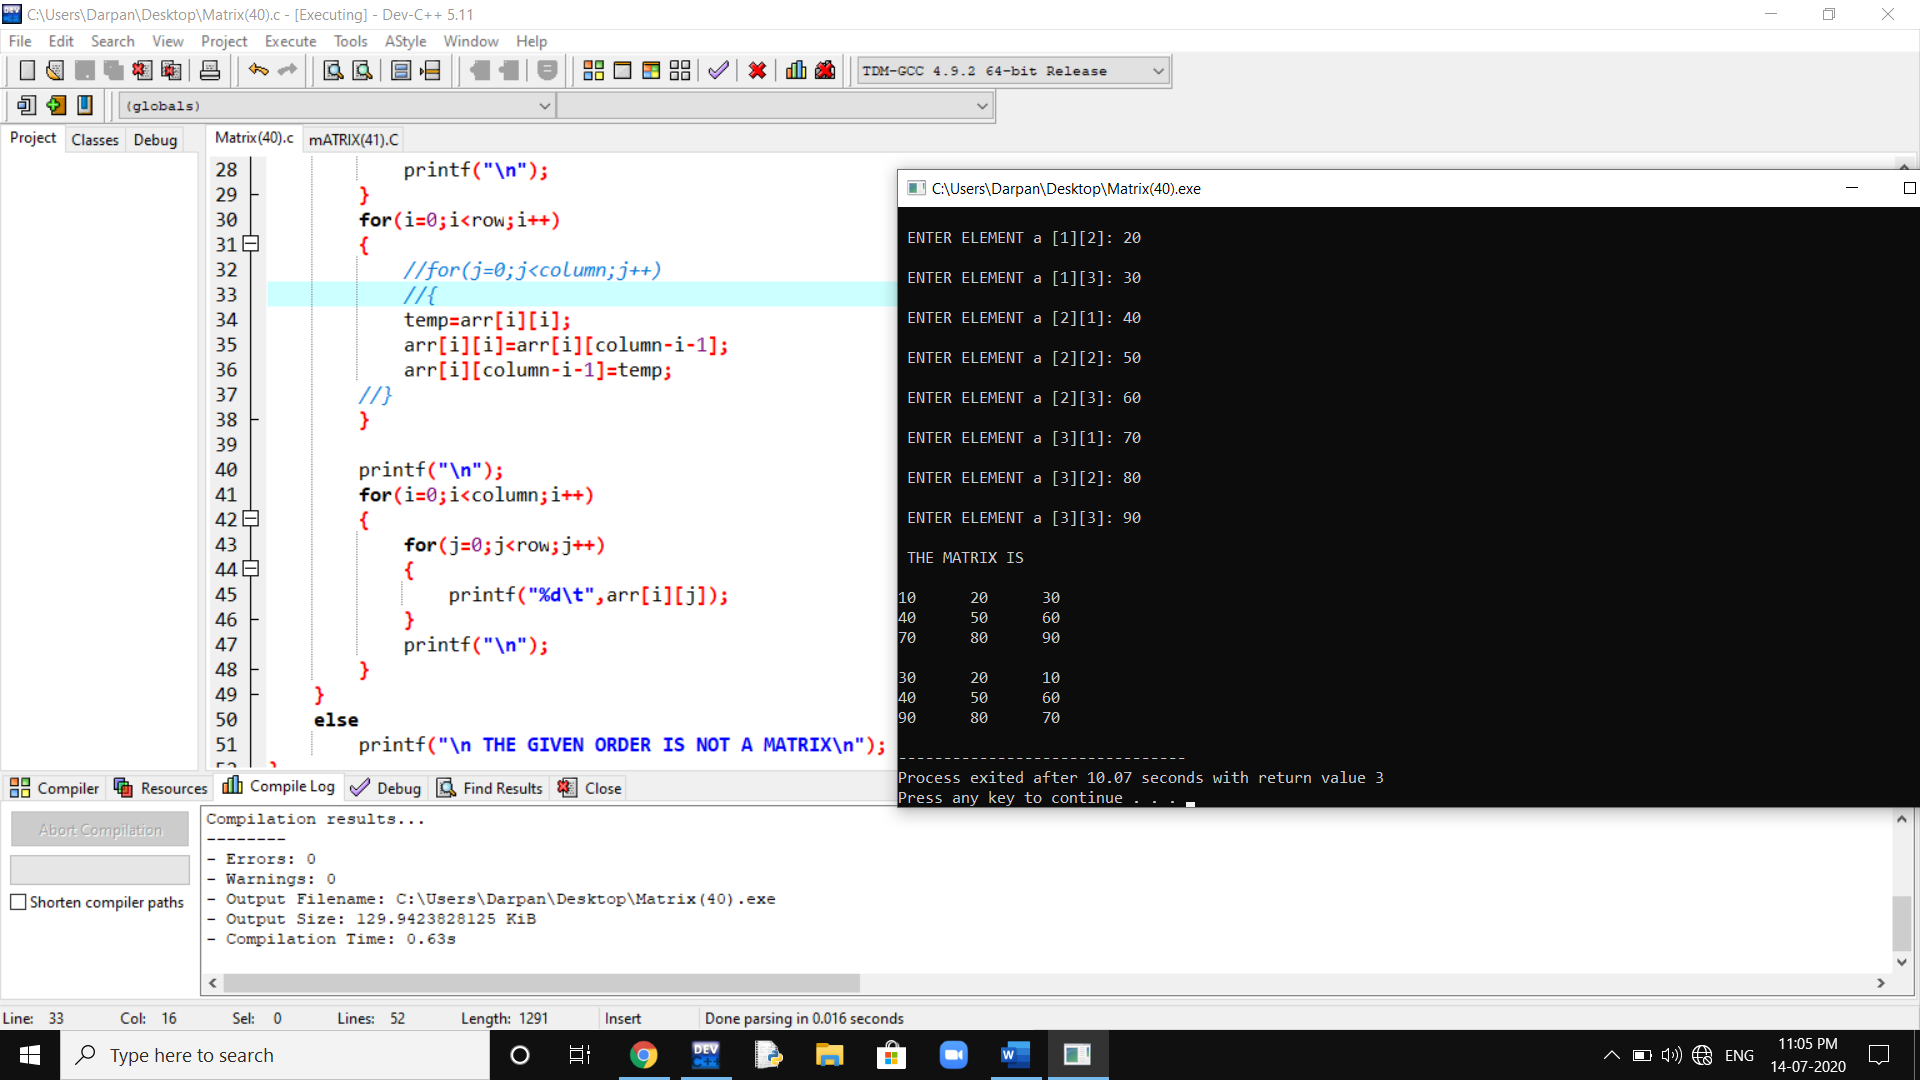 C:\Users\Darpan\Desktop\Matrix(40).c - [Executing] - Dev-C++ 5.11
File Edit Search View Project Execute Tools AStyle Window Help
TDM-GCC 4.9.2 64-bit Release
(globals)
Project Classes Debug
Matrix(40).c mATRIX(41).C
28 printf("\n");
29 }
30 for(i=0;i<row;i++)
31 {
32 //for(j=0;j<column;j++)
33 //{
34 temp=arr[i][i];
35 arr[i][i]=arr[i][column-i-1];
36 arr[i][column-i-1]=temp;
37 //}
38 }
39
40 printf("\n");
41 for(i=0;i<column;i++)
42 {
43 for(j=0;j<row;j++)
44 {
45 printf("%d\t",arr[i][j]);
46 }
47 printf("\n");
48 }
49 }
50 else
51 printf("\n THE GIVEN ORDER IS NOT A MATRIX\n");
C:\Users\Darpan\Desktop\Matrix(40).exe
ENTER ELEMENT a [1][2]: 20
ENTER ELEMENT a [1][3]: 30
ENTER ELEMENT a [2][1]: 40
ENTER ELEMENT a [2][2]: 50
ENTER ELEMENT a [2][3]: 60
ENTER ELEMENT a [3][1]: 70
ENTER ELEMENT a [3][2]: 80
ENTER ELEMENT a [3][3]: 90
THE MATRIX IS
10 20 30
40 50 60
70 80 90
30 20 10
40 50 60
90 80 70
--------------------------------
Process exited after 10.07 seconds with return value 3
Press any key to continue . . .
Compiler Resources Compile Log Debug Find Results Close
Abort Compilation
Shorten compiler paths
Compilation results...
--------
- Errors: 0
- Warnings: 0
- Output Filename: C:\Users\Darpan\Desktop\Matrix(40).exe
- Output Size: 129.9423828125 KiB
- Compilation Time: 0.63s
Line: 33 Col: 16 Sel: 0 Lines: 52 Length: 1291 Insert Done parsing in 0.016 seconds
Type here to search
DEV
ENG
11:05 PM
14-07-2020